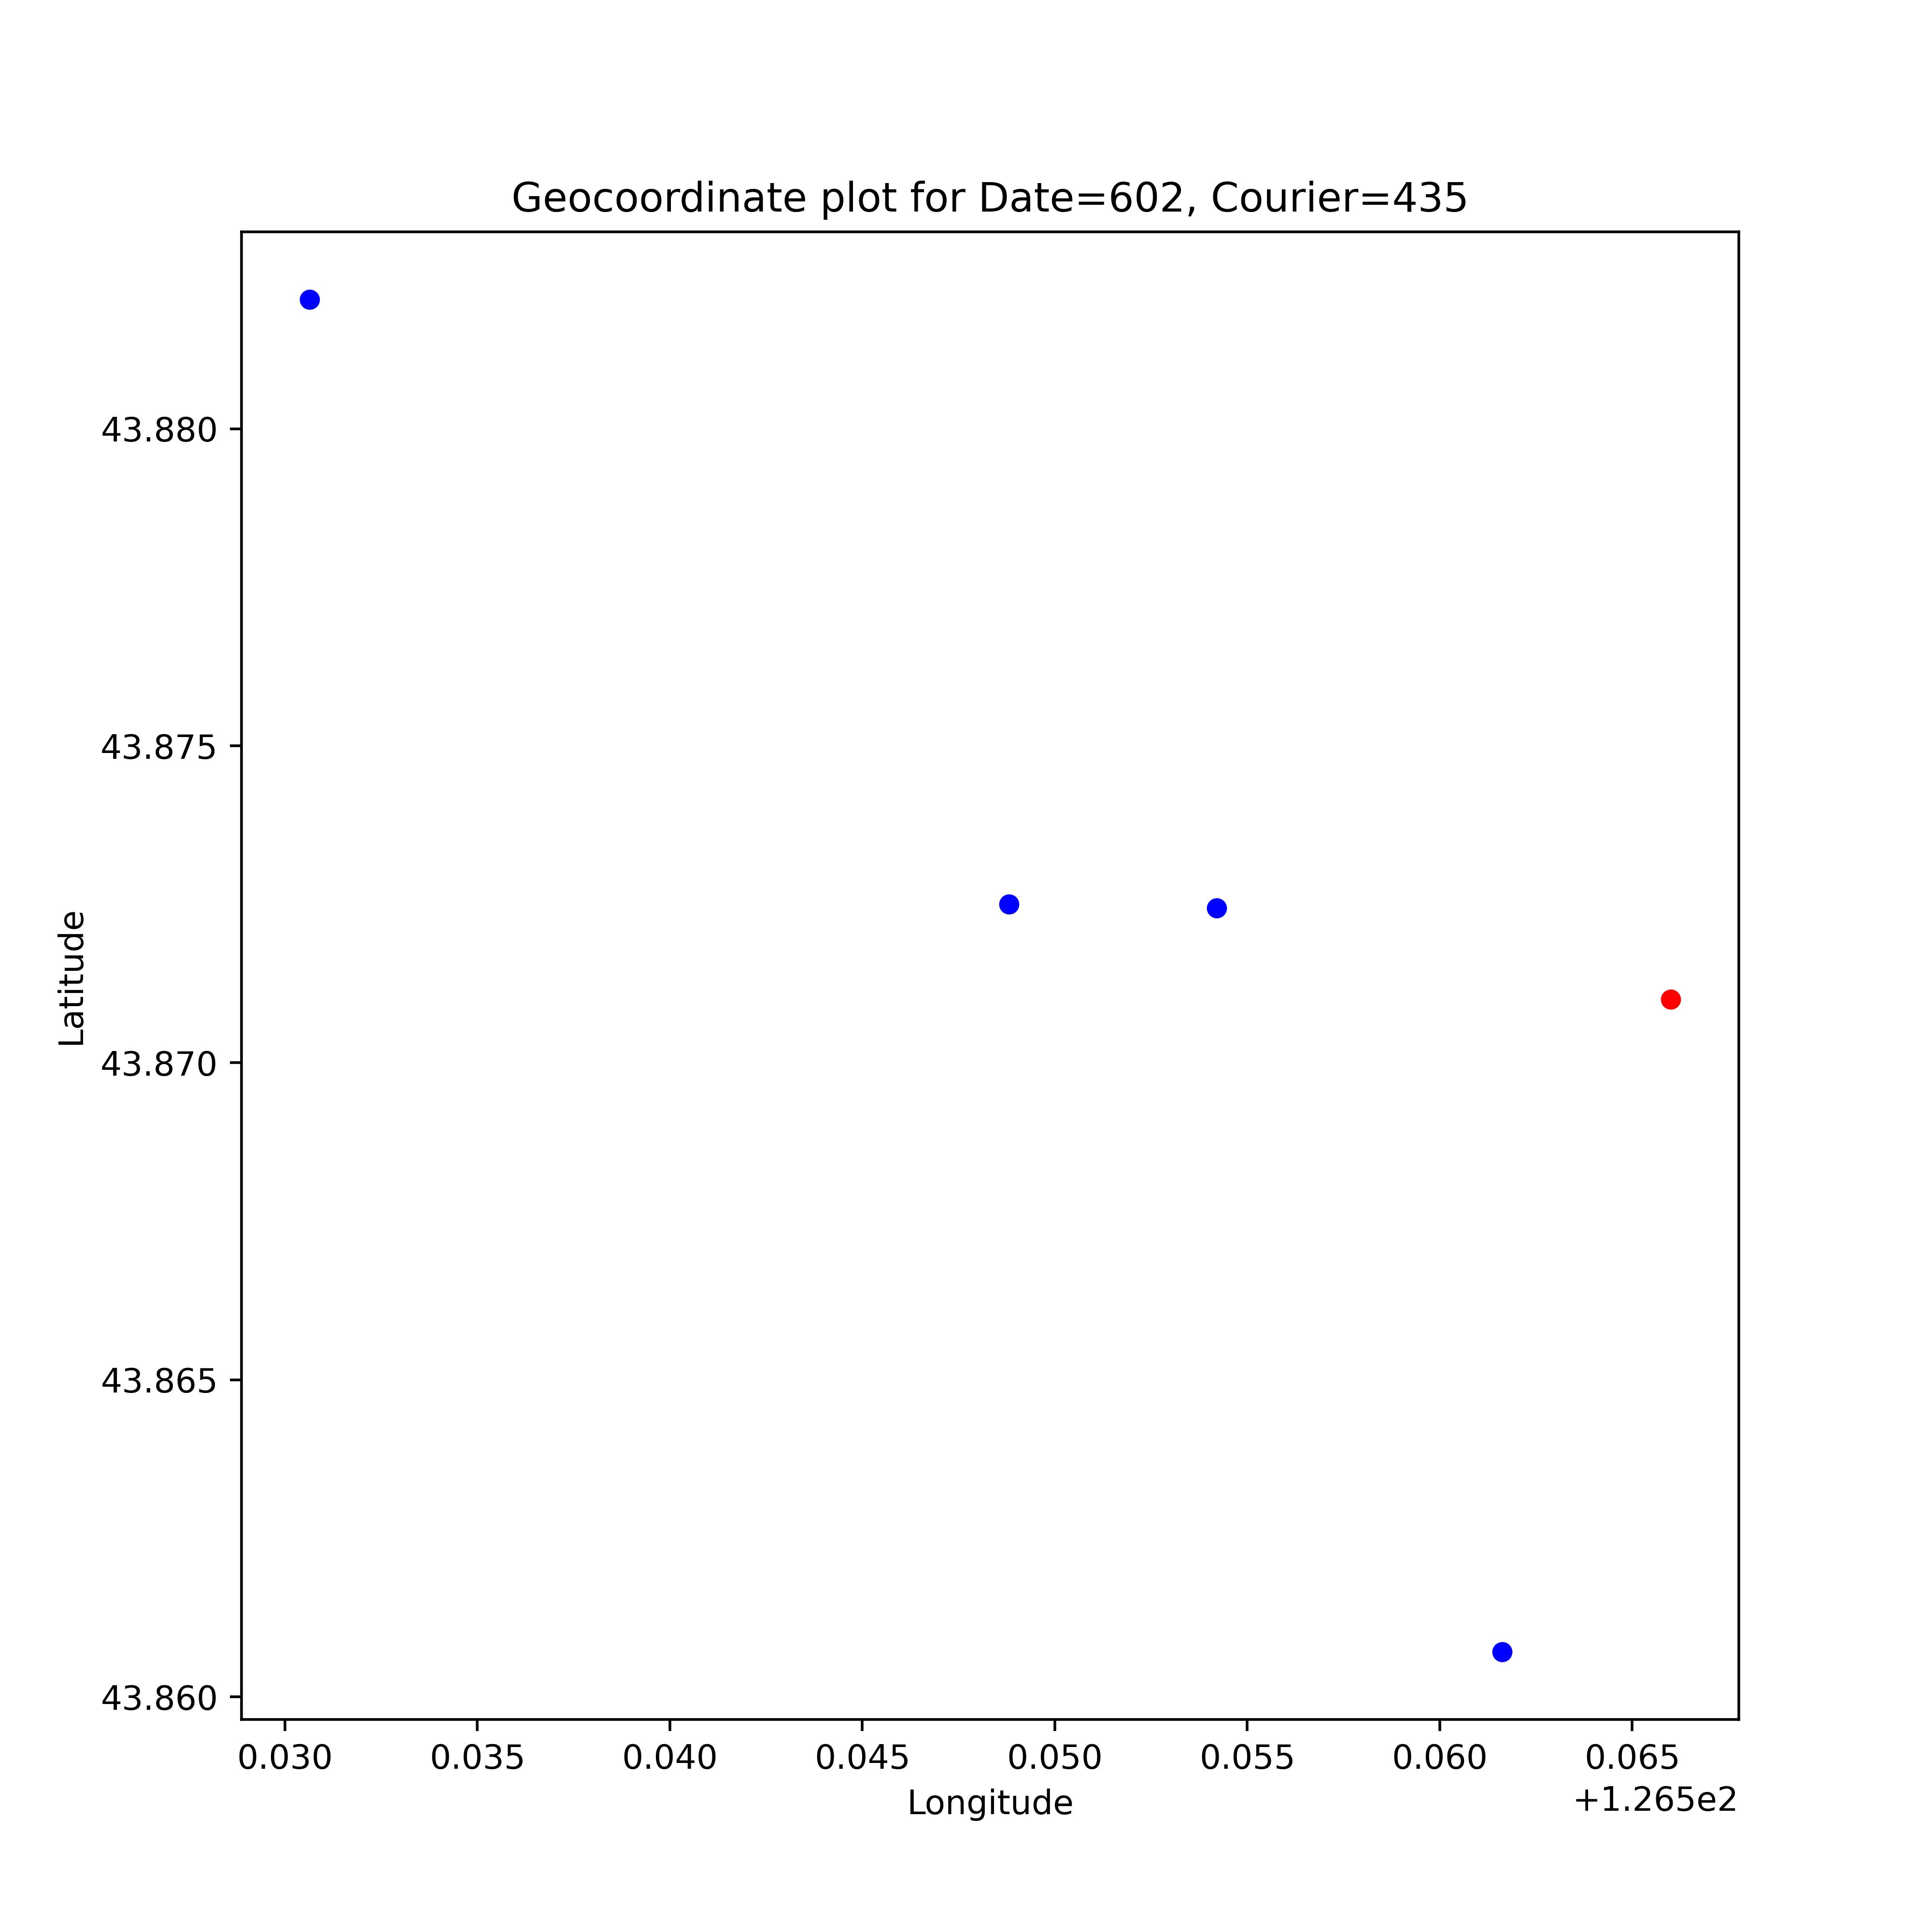 Geocoordinate plot for Date=602, Courier=435
43.880
43.875
43.870
43.865
43.860
Latitude
0.030 0.035 0.040 0.045 0.050 0.055 0.060 0.065
+1.265e2
Longitude